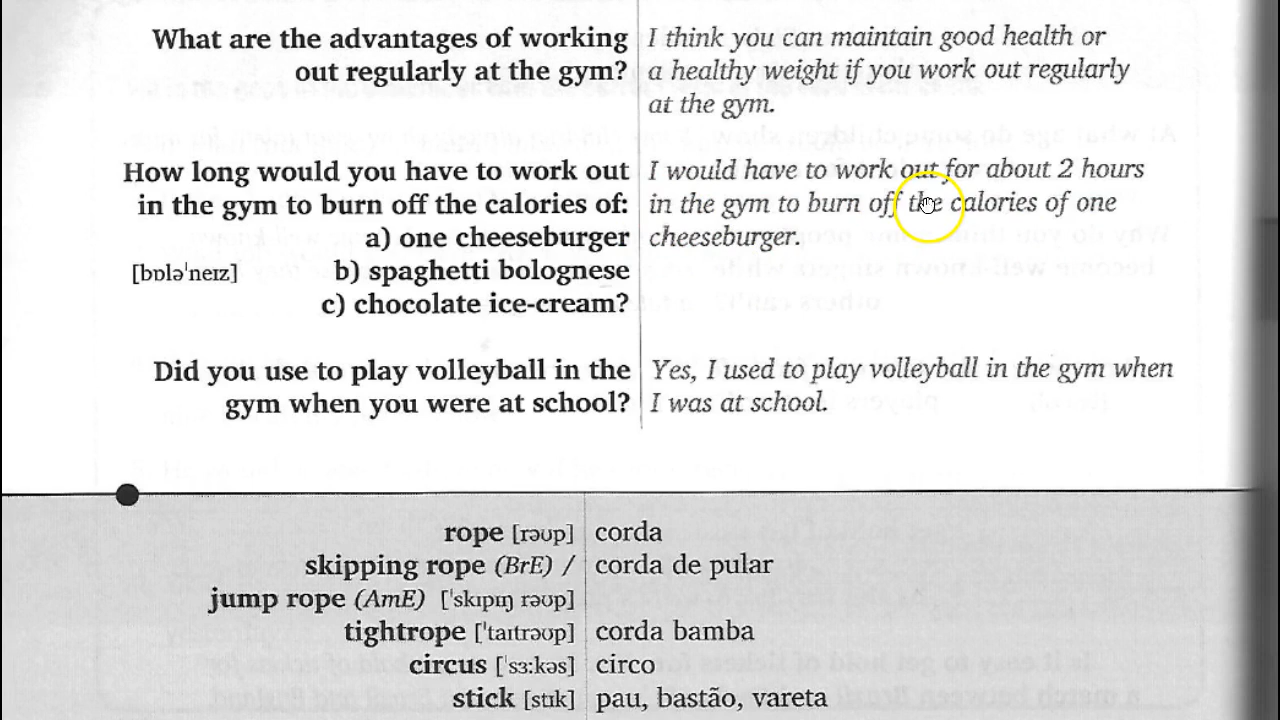 What are the advantages of working
out regularly at the gym?
I think you can maintain good health or
a healthy weight if you work out regularly
at the gym.
How long would you have to work out
in the gym to burn off the calories of:
a) one cheeseburger
[bɒləˈneɪz] b) spaghetti bolognese
c) chocolate ice-cream?
I would have to work out for about 2 hours
in the gym to burn off the calories of one
cheeseburger.
Did you use to play volleyball in the
gym when you were at school?
Yes, I used to play volleyball in the gym when
I was at school.
rope [rəʊp] corda
skipping rope (BrE) / corda de pular
jump rope (AmE) [ˈskɪpɪŋ rəʊp]
tightrope [ˈtaɪtrəʊp] corda bamba
circus [ˈsɜːkəs] circo
stick [stɪk] pau, bastão, vareta